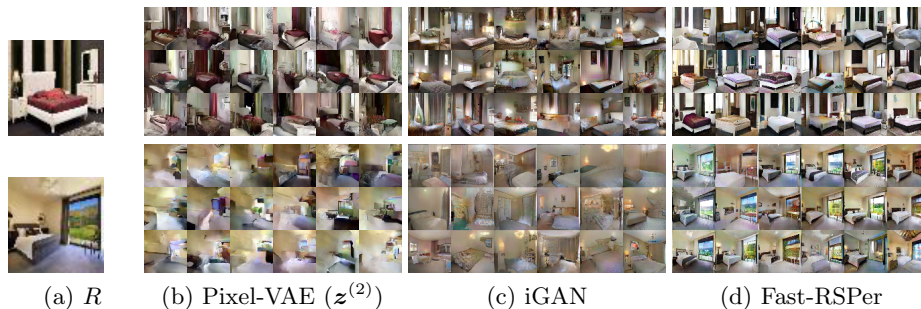 (a) R
(b) Pixel-VAE (z⁽²⁾)
(c) iGAN
(d) Fast-RSPer